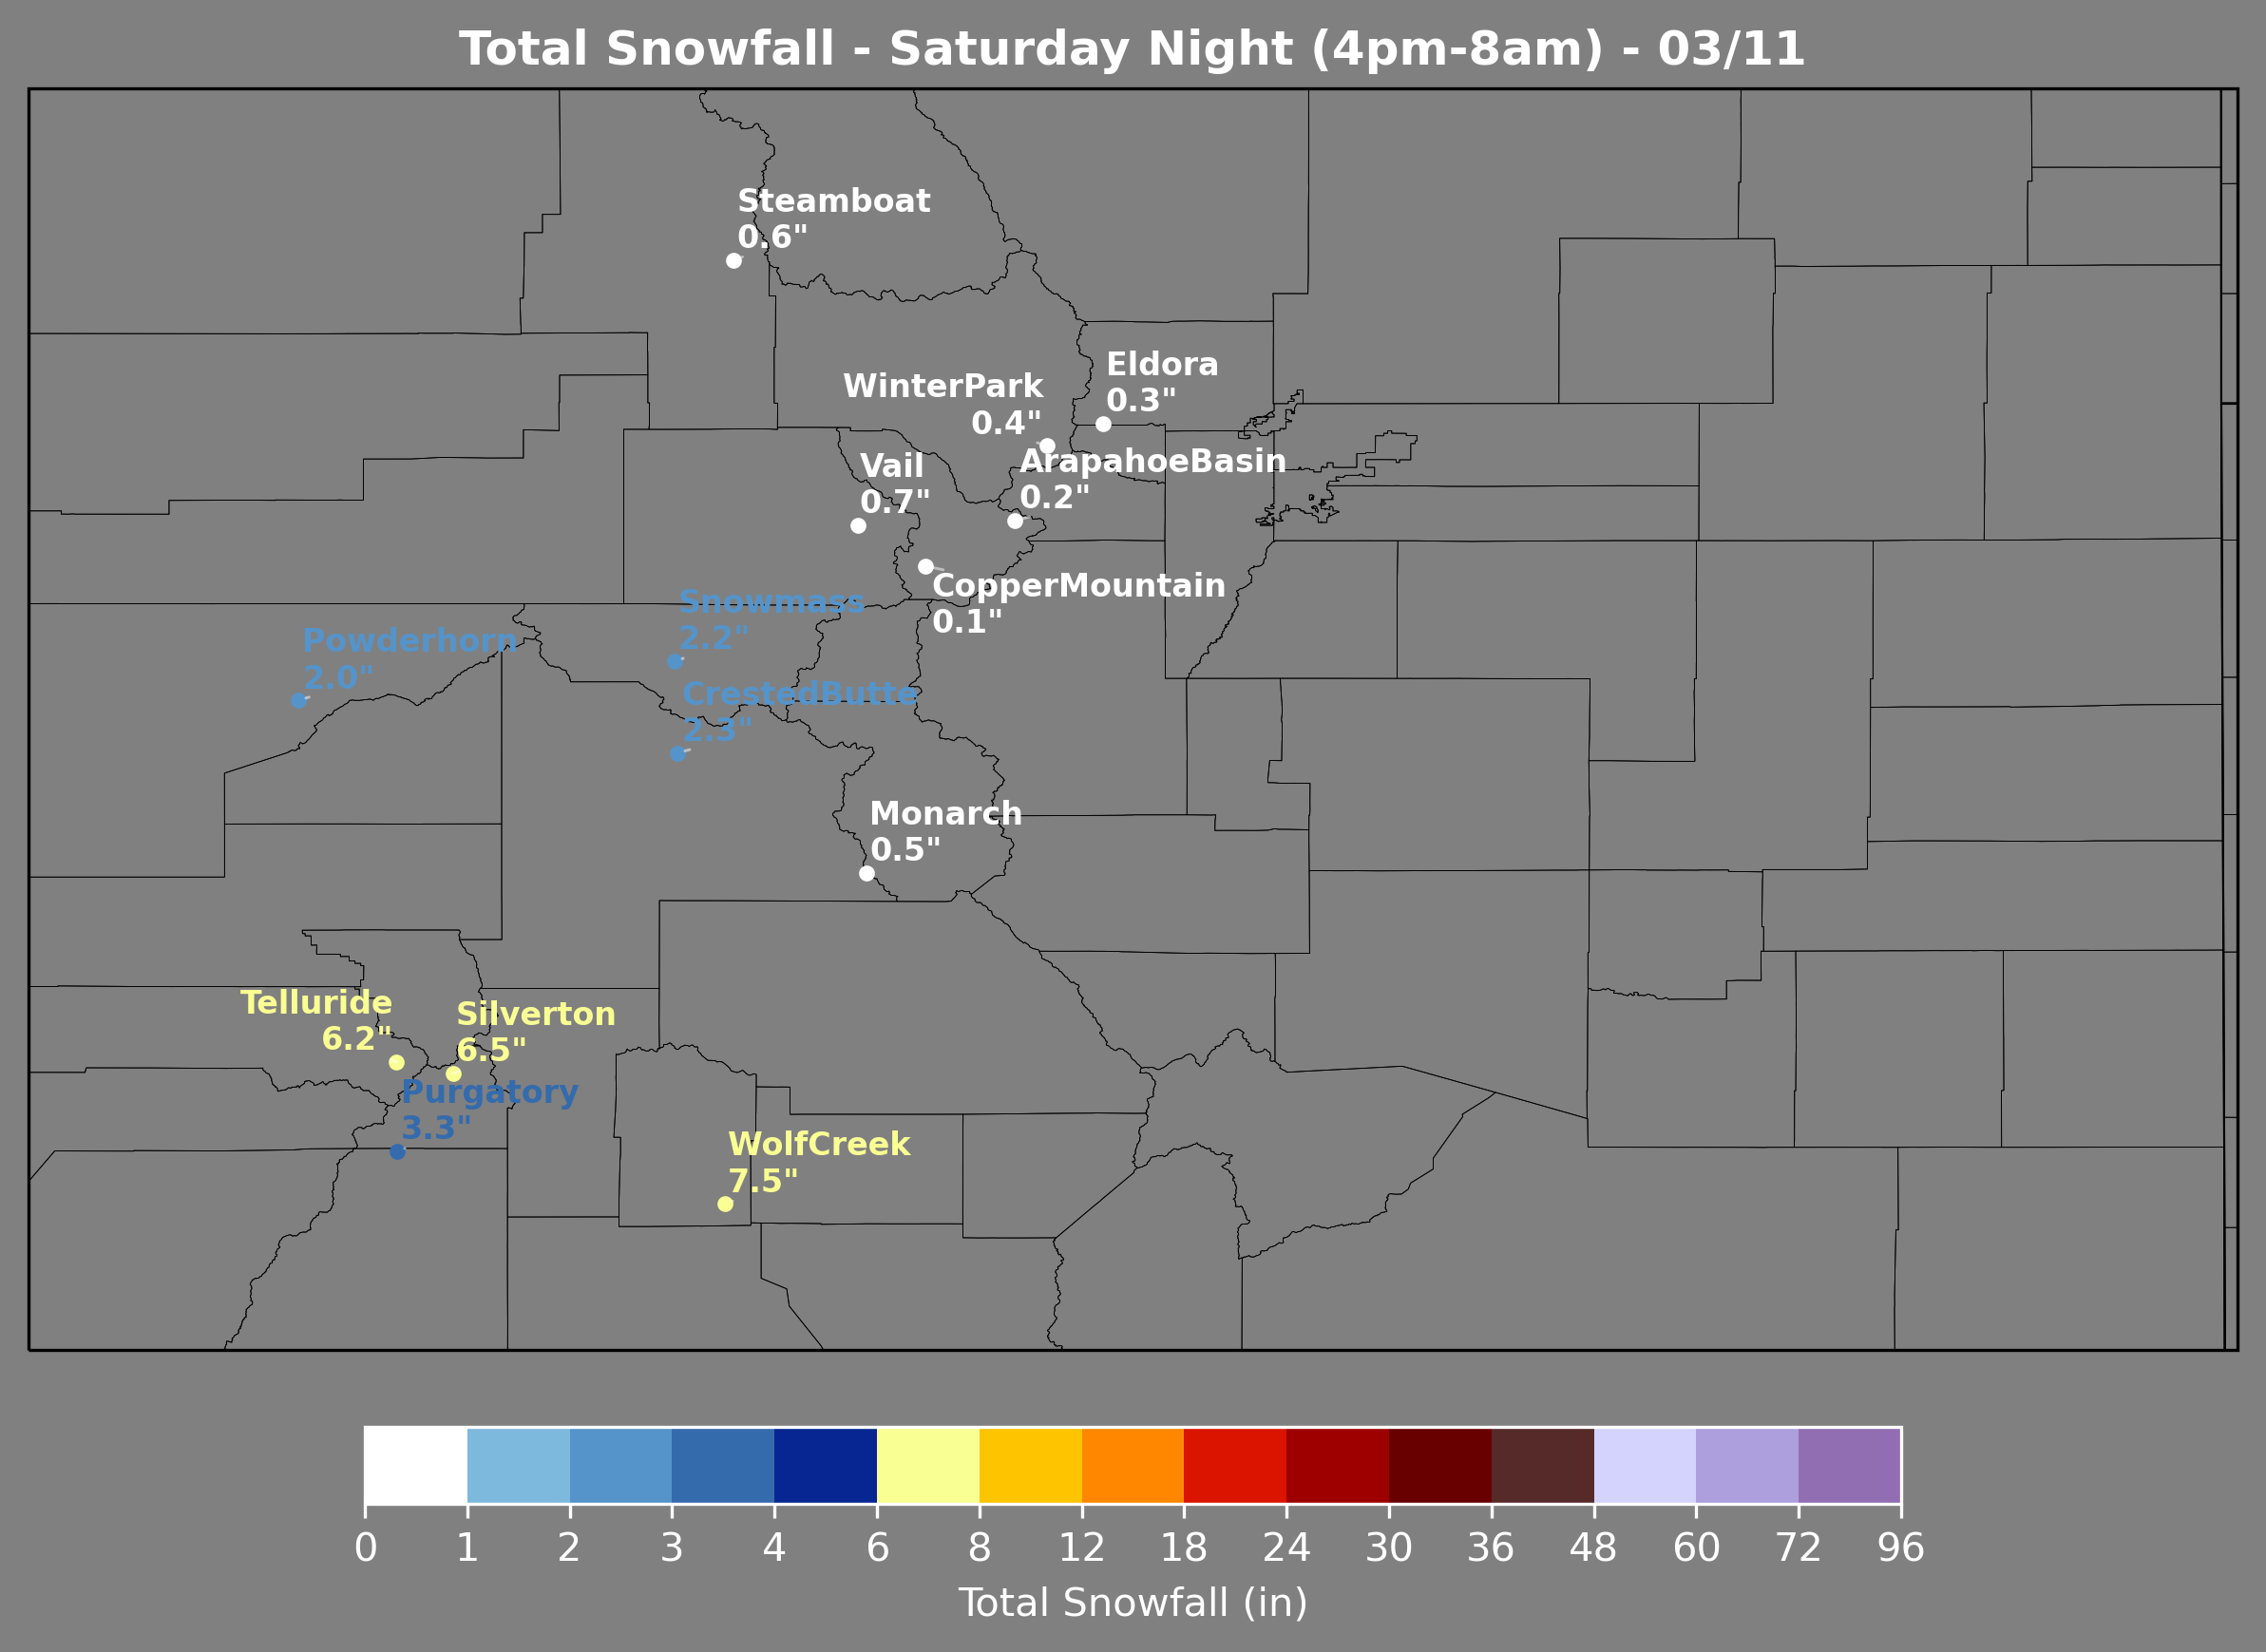 Total Snowfall - Saturday Night (4pm-8am) - 03/11
Steamboat
0.6"
Eldora
0.3"
WinterPark
0.4"
ArapahoeBasin
0.2"
Vail
0.7"
CopperMountain
0.1"
Snowmass
2.2"
Powderhorn
2.0"
CrestedButte
2.3"
Monarch
0.5"
Telluride
6.2"
Silverton
6.5"
Purgatory
3.3"
WolfCreek
7.5"
0 1 2 3 4 6 8 12 18 24 30 36 48 60 72 96
Total Snowfall (in)